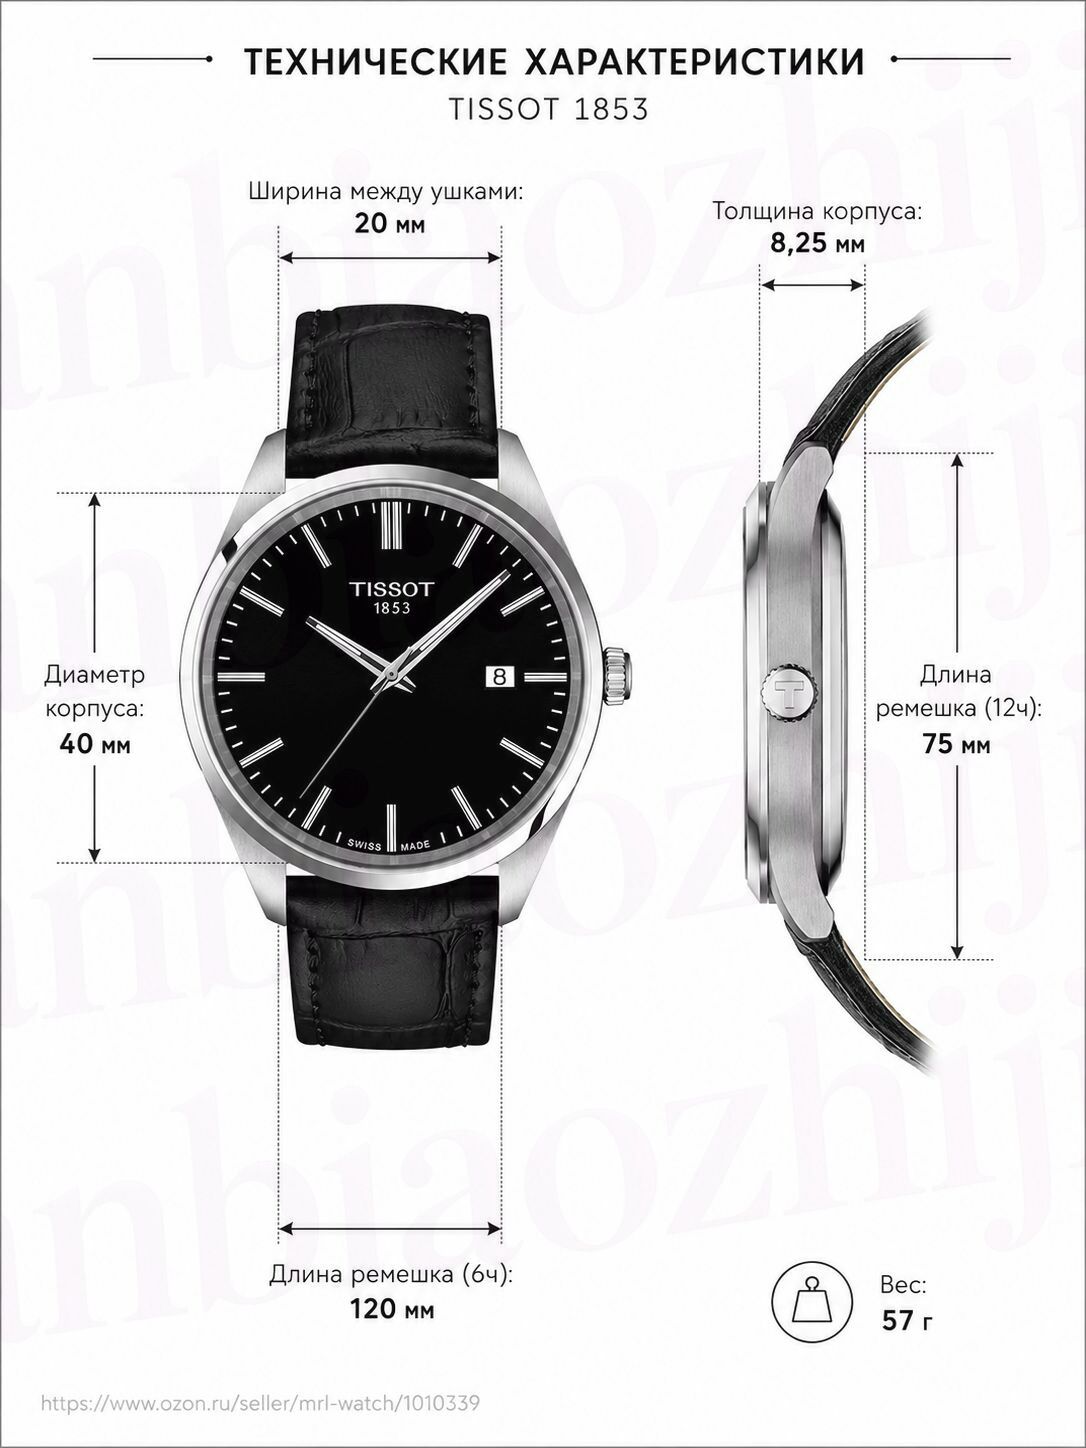 ТЕХНИЧЕСКИЕ ХАРАКТЕРИСТИКИ
TISSOT 1853
Ширина между ушками:
20 мм
Толщина корпуса:
8,25 мм
TISSOT
1853
8
SWISS MADE
T
Диаметр
корпуса:
40 мм
Длина
ремешка (12ч):
75 мм
Длина ремешка (6ч):
120 мм
Вес:
57 г
https://www.ozon.ru/seller/mrl-watch/1010339